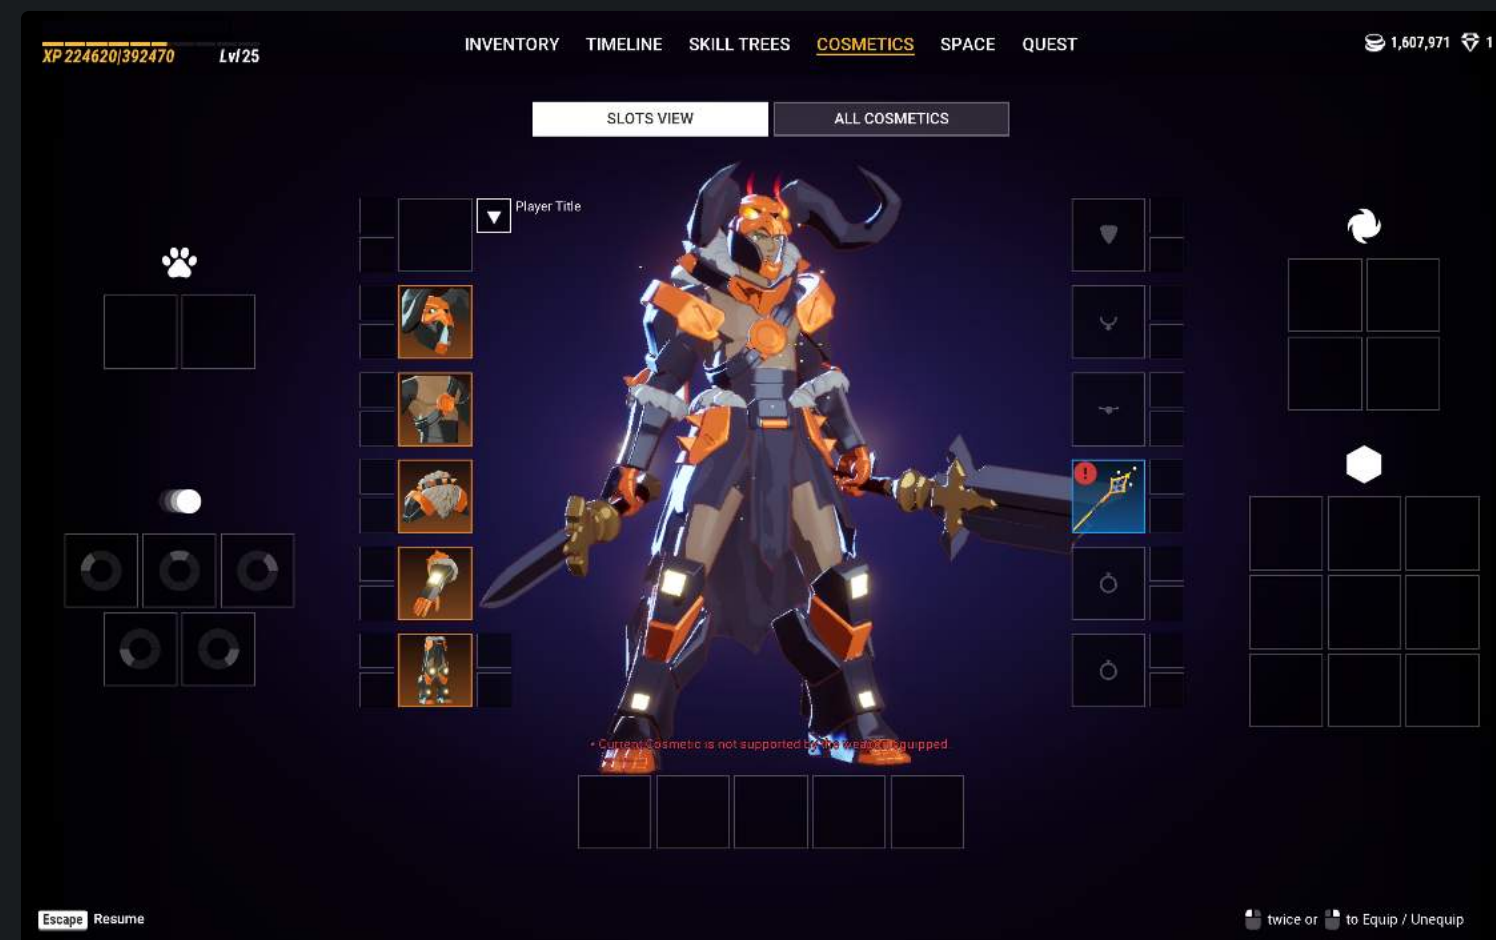 XP 224620|392470
Lvl 25
INVENTORY
TIMELINE
SKILL TREES
COSMETICS
SPACE
QUEST
1,607,971
1
SLOTS VIEW
ALL COSMETICS
Player Title
!
• Current Cosmetic is not supported by the weapon equipped.
Escape Resume
twice or to Equip / Unequip